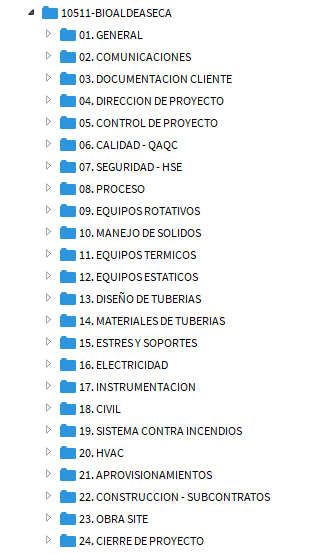 10511-BIOALDEASECA
01. GENERAL
02. COMUNICACIONES
03. DOCUMENTACION CLIENTE
04. DIRECCION DE PROYECTO
05. CONTROL DE PROYECTO
06. CALIDAD - QAQC
07. SEGURIDAD - HSE
08. PROCESO
09. EQUIPOS ROTATIVOS
10. MANEJO DE SOLIDOS
11. EQUIPOS TERMICOS
12. EQUIPOS ESTATICOS
13. DISEÑO DE TUBERIAS
14. MATERIALES DE TUBERIAS
15. ESTRES Y SOPORTES
16. ELECTRICIDAD
17. INSTRUMENTACION
18. CIVIL
19. SISTEMA CONTRA INCENDIOS
20. HVAC
21. APROVISIONAMIENTOS
22. CONSTRUCCION - SUBCONTRATOS
23. OBRA SITE
24. CIERRE DE PROYECTO